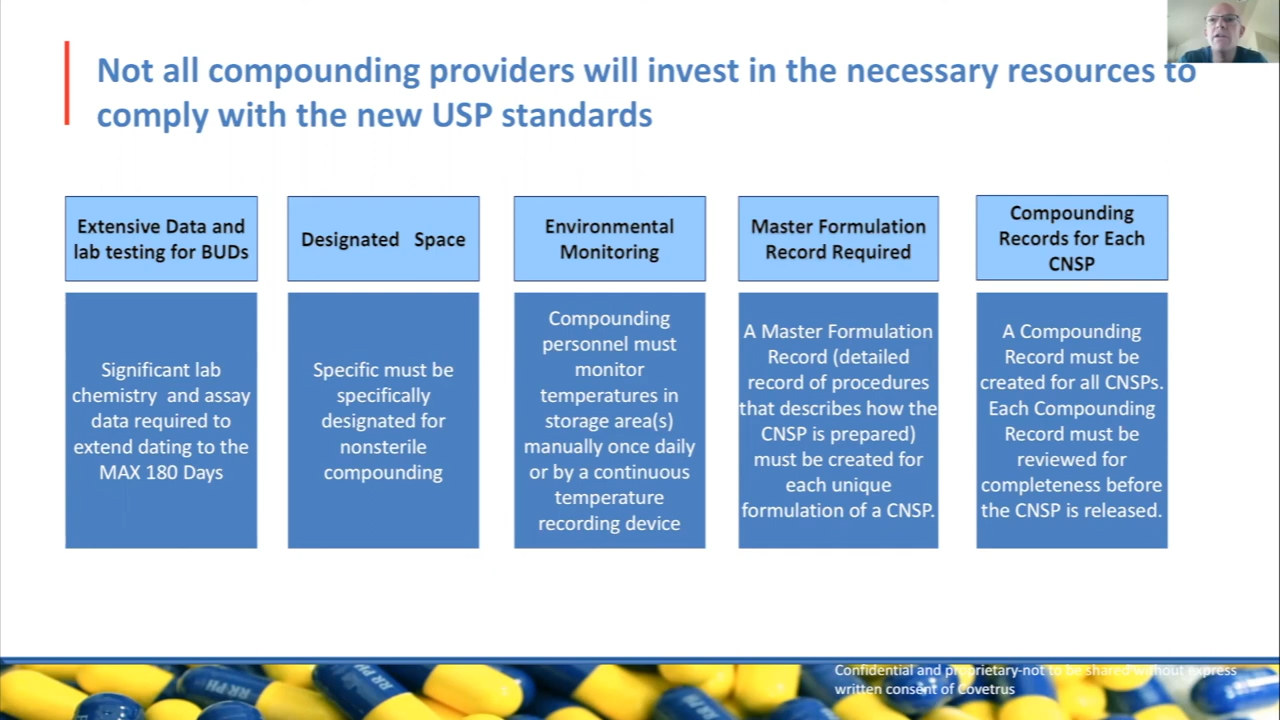 Not all compounding providers will invest in the necessary resources to
comply with the new USP standards
Extensive Data and
lab testing for BUDs
Significant lab
chemistry and assay
data required to
extend dating to the
MAX 180 Days
Designated Space
Specific must be
specifically
designated for
nonsterile
compounding
Environmental
Monitoring
Compounding
personnel must
monitor
temperatures in
storage area(s)
manually once daily
or by a continuous
temperature
recording device
Master Formulation
Record Required
A Master Formulation
Record (detailed
record of procedures
that describes how the
CNSP is prepared)
must be created for
each unique
formulation of a CNSP.
Compounding
Records for Each
CNSP
A Compounding
Record must be
created for all CNSPs.
Each Compounding
Record must be
reviewed for
completeness before
the CNSP is released.
Confidential and proprietary-not to be shared without express
written consent of Covetrus
RR PH
RR PH